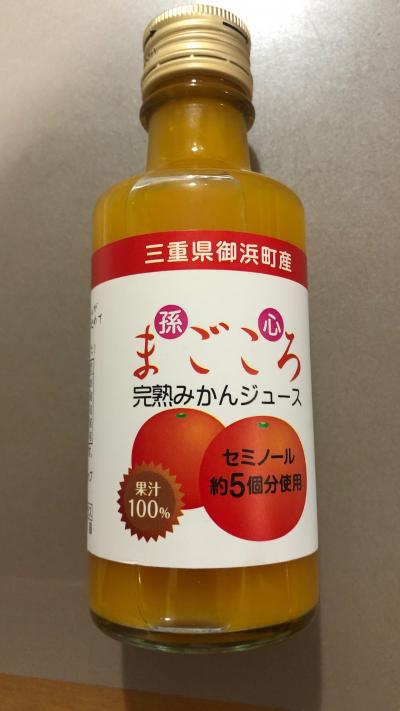 三重県御浜町産
孫 心
まごころ
完熟みかんジュース
セミノール
約5個分使用
果汁
100%